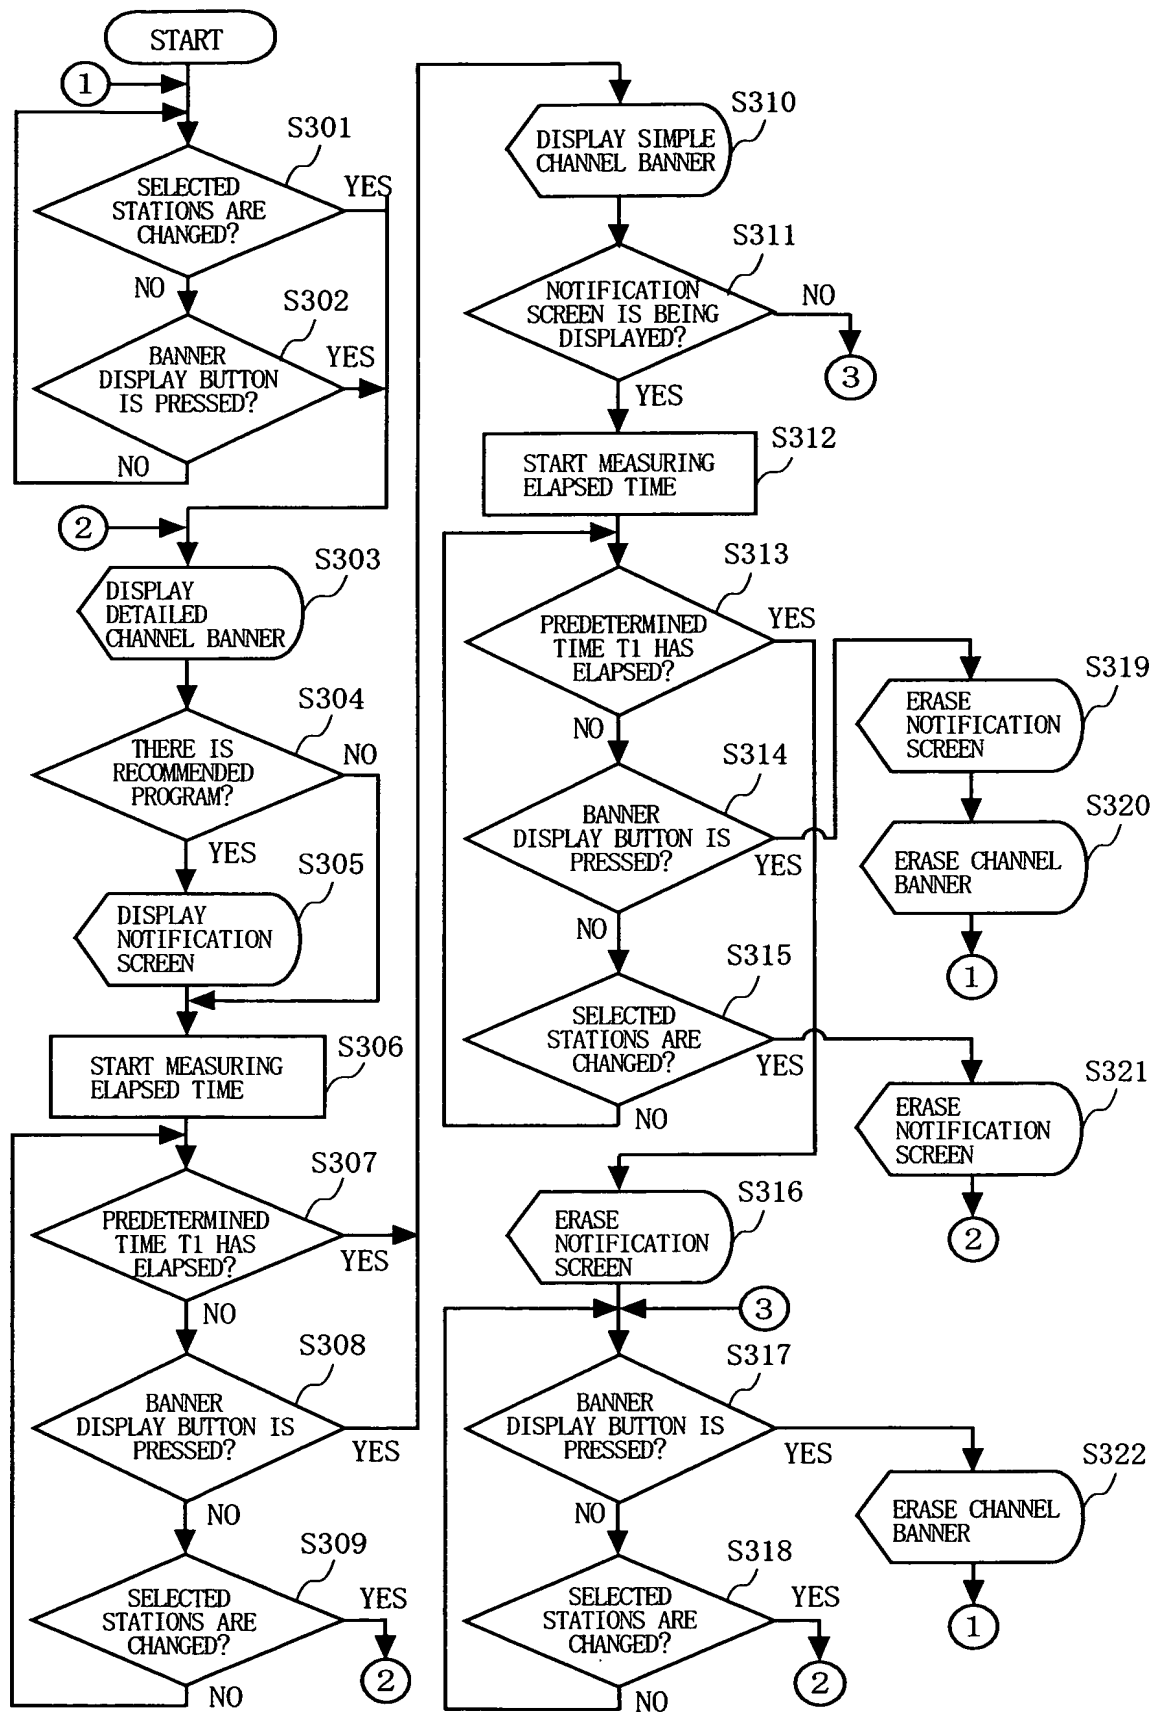 START
1
S301
SELECTED
STATIONS ARE
CHANGED?
YES
NO
S302
BANNER
DISPLAY BUTTON
IS PRESSED?
YES
NO
2
S303
DISPLAY
DETAILED
CHANNEL BANNER
S304
THERE IS
RECOMMENDED
PROGRAM?
NO
YES
S305
DISPLAY
NOTIFICATION
SCREEN
S306
START MEASURING
ELAPSED TIME
S307
PREDETERMINED
TIME T1 HAS
ELAPSED?
YES
NO
S308
BANNER
DISPLAY BUTTON IS
PRESSED?
YES
NO
S309
SELECTED
STATIONS ARE
CHANGED?
YES
2
NO
S310
DISPLAY SIMPLE
CHANNEL BANNER
S311
NOTIFICATION
SCREEN IS BEING
DISPLAYED?
NO
3
YES
S312
START MEASURING
ELAPSED TIME
S313
PREDETERMINED
TIME T1 HAS
ELAPSED?
YES
NO
S314
BANNER
DISPLAY BUTTON IS
PRESSED?
YES
NO
S315
SELECTED
STATIONS ARE
CHANGED?
YES
NO
S316
ERASE
NOTIFICATION
SCREEN
3
S317
BANNER
DISPLAY BUTTON IS
PRESSED?
YES
NO
S318
SELECTED
STATIONS ARE
CHANGED?
YES
2
NO
S319
ERASE
NOTIFICATION
SCREEN
S320
ERASE CHANNEL
BANNER
1
S321
ERASE
NOTIFICATION
SCREEN
2
S322
ERASE CHANNEL
BANNER
1